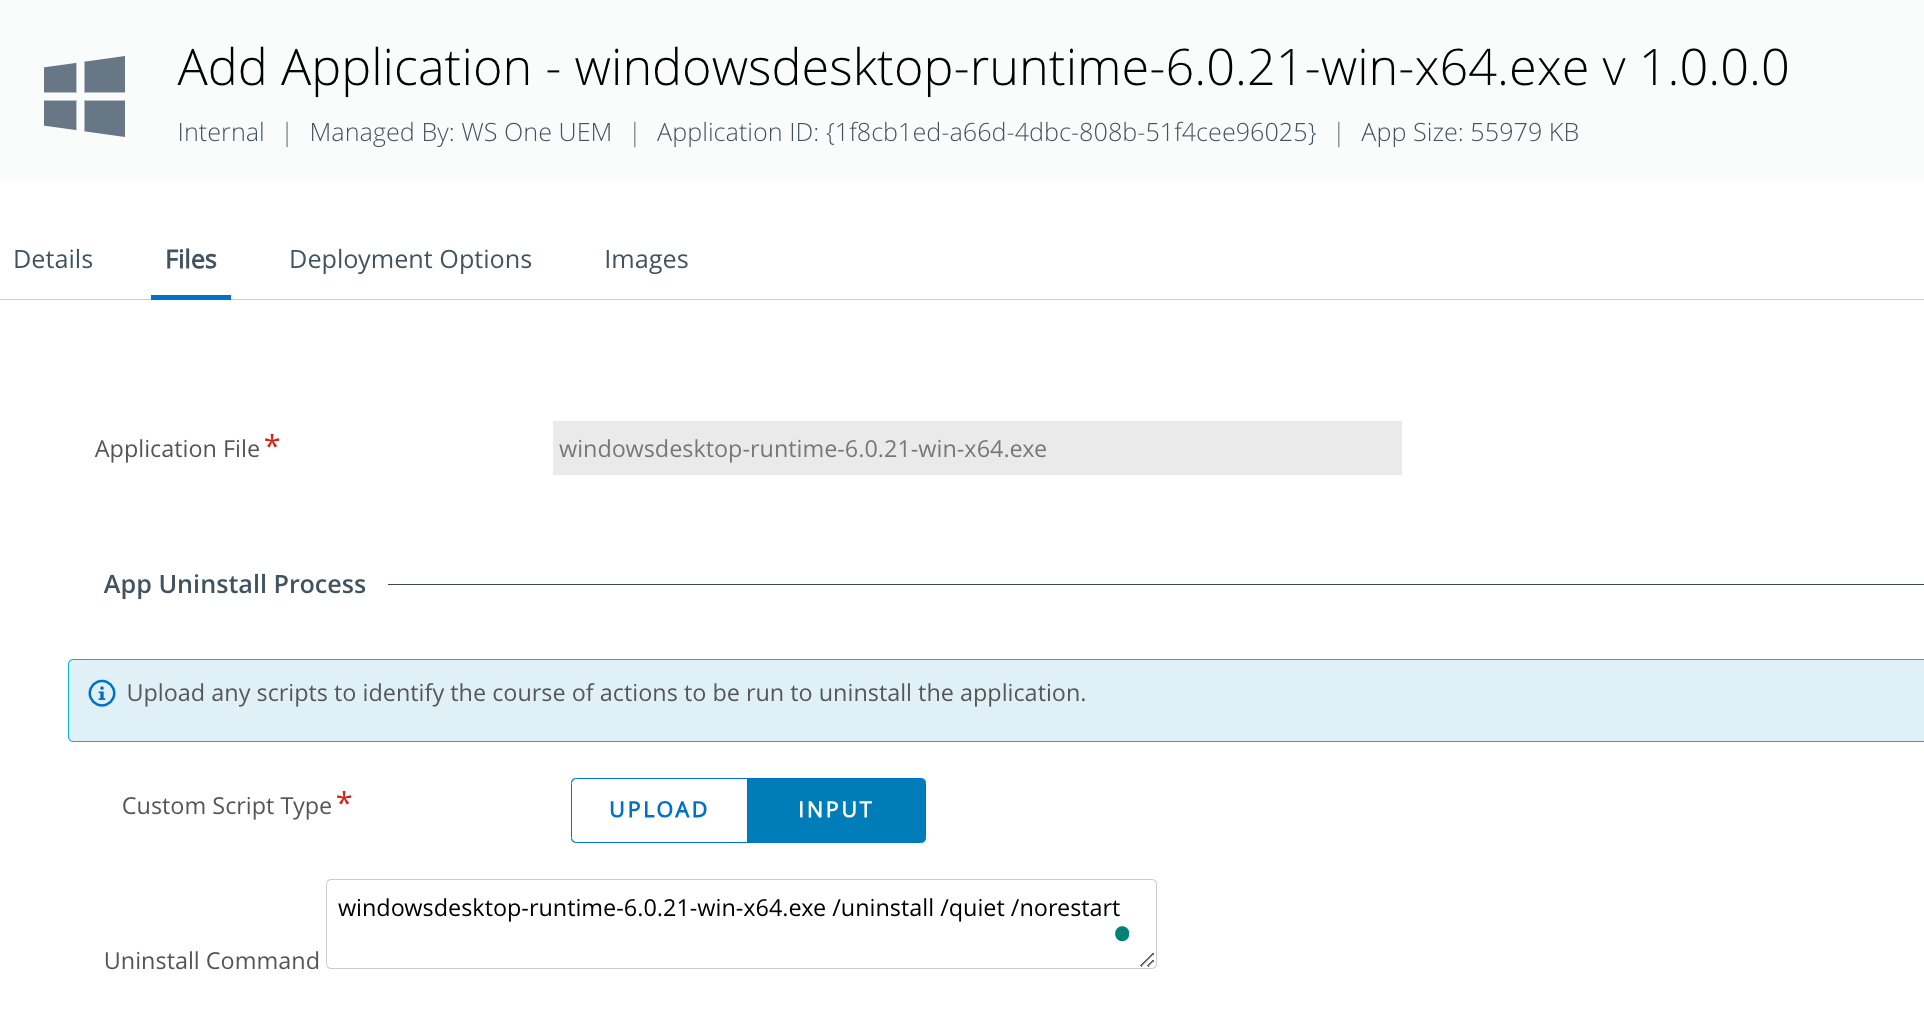 Add Application - windowsdesktop-runtime-6.0.21-win-x64.exe v 1.0.0.0
Internal | Managed By: WS One UEM | Application ID: {1f8cb1ed-a66d-4dbc-808b-51f4cee96025} | App Size: 55979 KB
Details Files Deployment Options Images
Application File * windowsdesktop-runtime-6.0.21-win-x64.exe
App Uninstall Process
Upload any scripts to identify the course of actions to be run to uninstall the application.
Custom Script Type * UPLOAD INPUT
windowsdesktop-runtime-6.0.21-win-x64.exe /uninstall /quiet /norestart
Uninstall Command